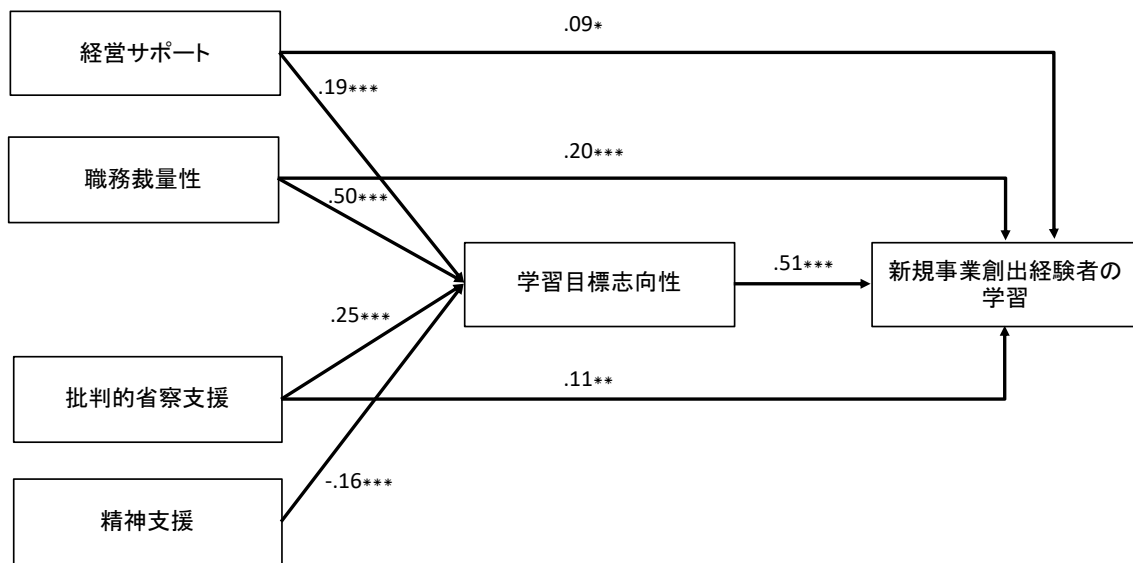 .09*
経営サポート
.19***
.20***
職務裁量性
.50***
学習目標志向性
.51***
新規事業創出経験者の
学習
.25***
.11**
批判的省察支援
-.16***
精神支援